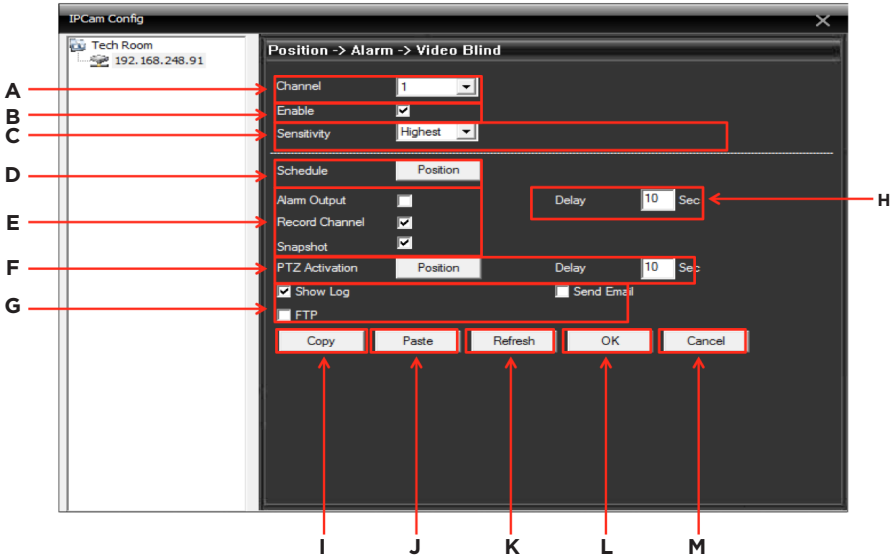 IPCam Config
Tech Room
192.168.248.91
Position -> Alarm -> Video Blind
A Channel 1
B Enable
C Sensitivity Highest
D Schedule Position
Alarm Output Delay 10 Sec H
E Record Channel
Snapshot
F PTZ Activation Position Delay 10 Sec
Show Log Send Email
G FTP
Copy Paste Refresh OK Cancel
I J K L M